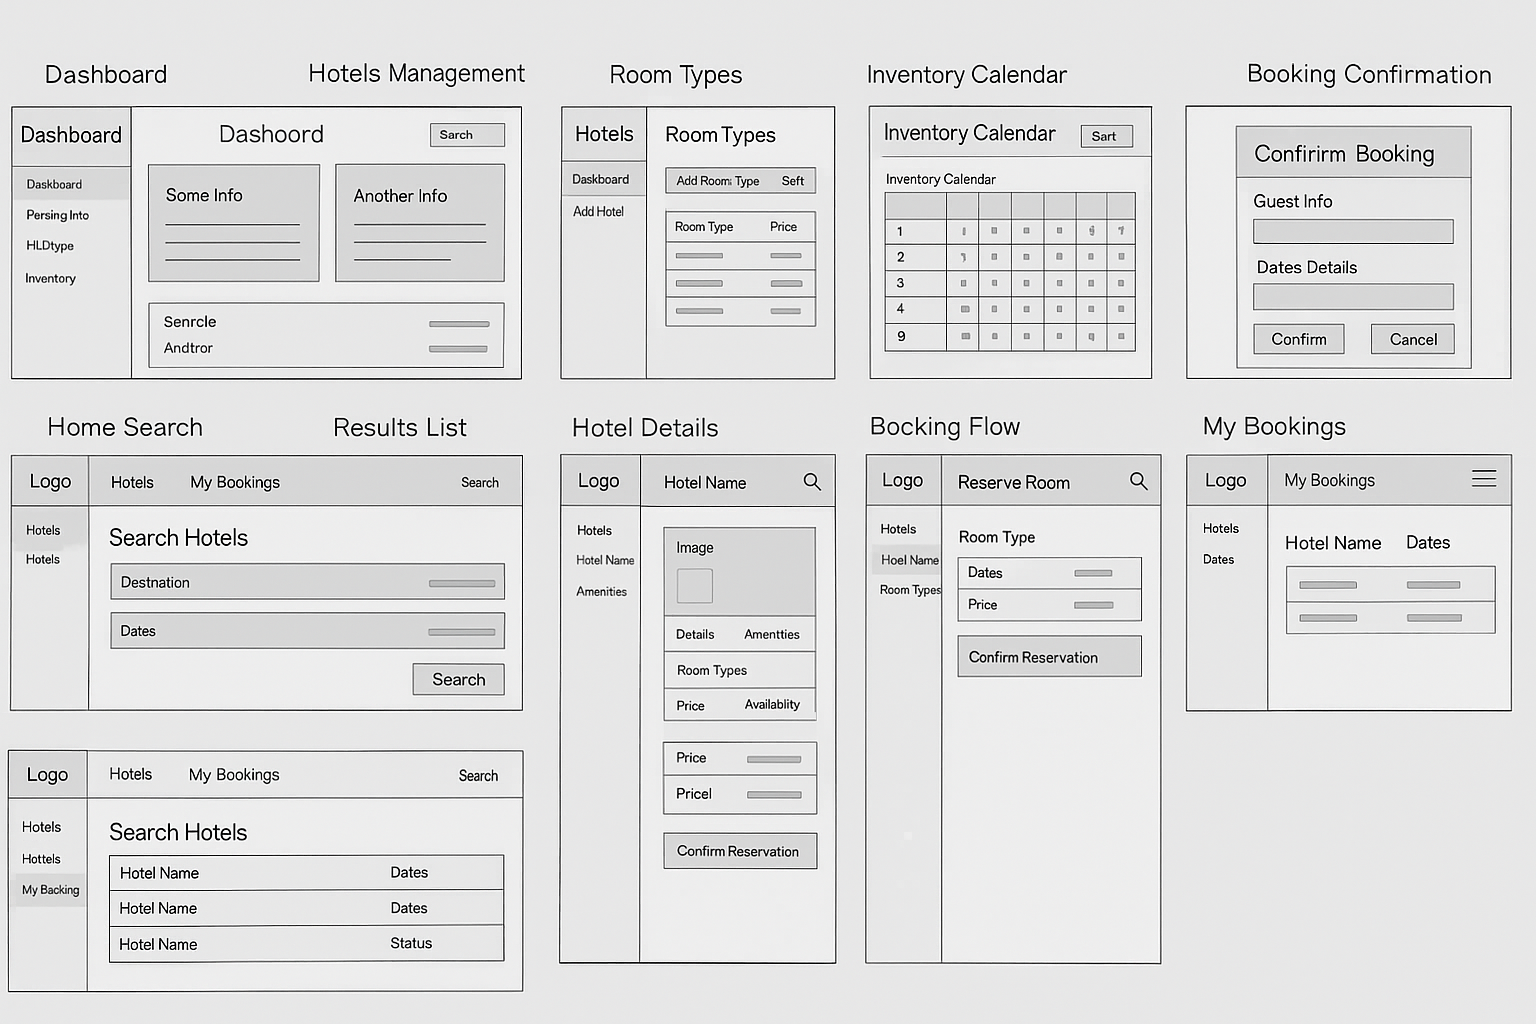 Dashboard
Hotels Management
Room Types
Inventory Calendar
Booking Confirmation
Dashboard
Daskboard
Persing Into
HLDtype
Inventory
Dashoord
Sarch
Some Info
Another Info
Senrcle
Andtror
Hotels
Daskboard
Add Hotel
Room Types
Add Room: Type Seft
Room Type Price
Inventory Calendar
Sart
Inventory Calendar
1
2
3
4
9
Confirirm Booking
Guest Info
Dates Details
Confirm Cancel
Home Search
Results List
Hotel Details
Bocking Flow
My Bookings
Logo
Hotels My Bookings Search
Hotels
Hotels
Search Hotels
Destnation
Dates
Search
Logo
Hotels My Bookings Search
Hotels
Hottels
My Backing
Search Hotels
Hotel Name Dates
Hotel Name Dates
Hotel Name Status
Logo
Hotel Name
Hotels
Hotel Name
Amenities
Image
Details Amentties
Room Types
Price Availablity
Price
Pricel
Confirm Reservation
Logo
Reserve Room
Hotels
Hoel Name
Room Types
Room Type
Dates
Price
Confirm Reservation
Logo
My Bookings
Hotels
Dates
Hotel Name Dates